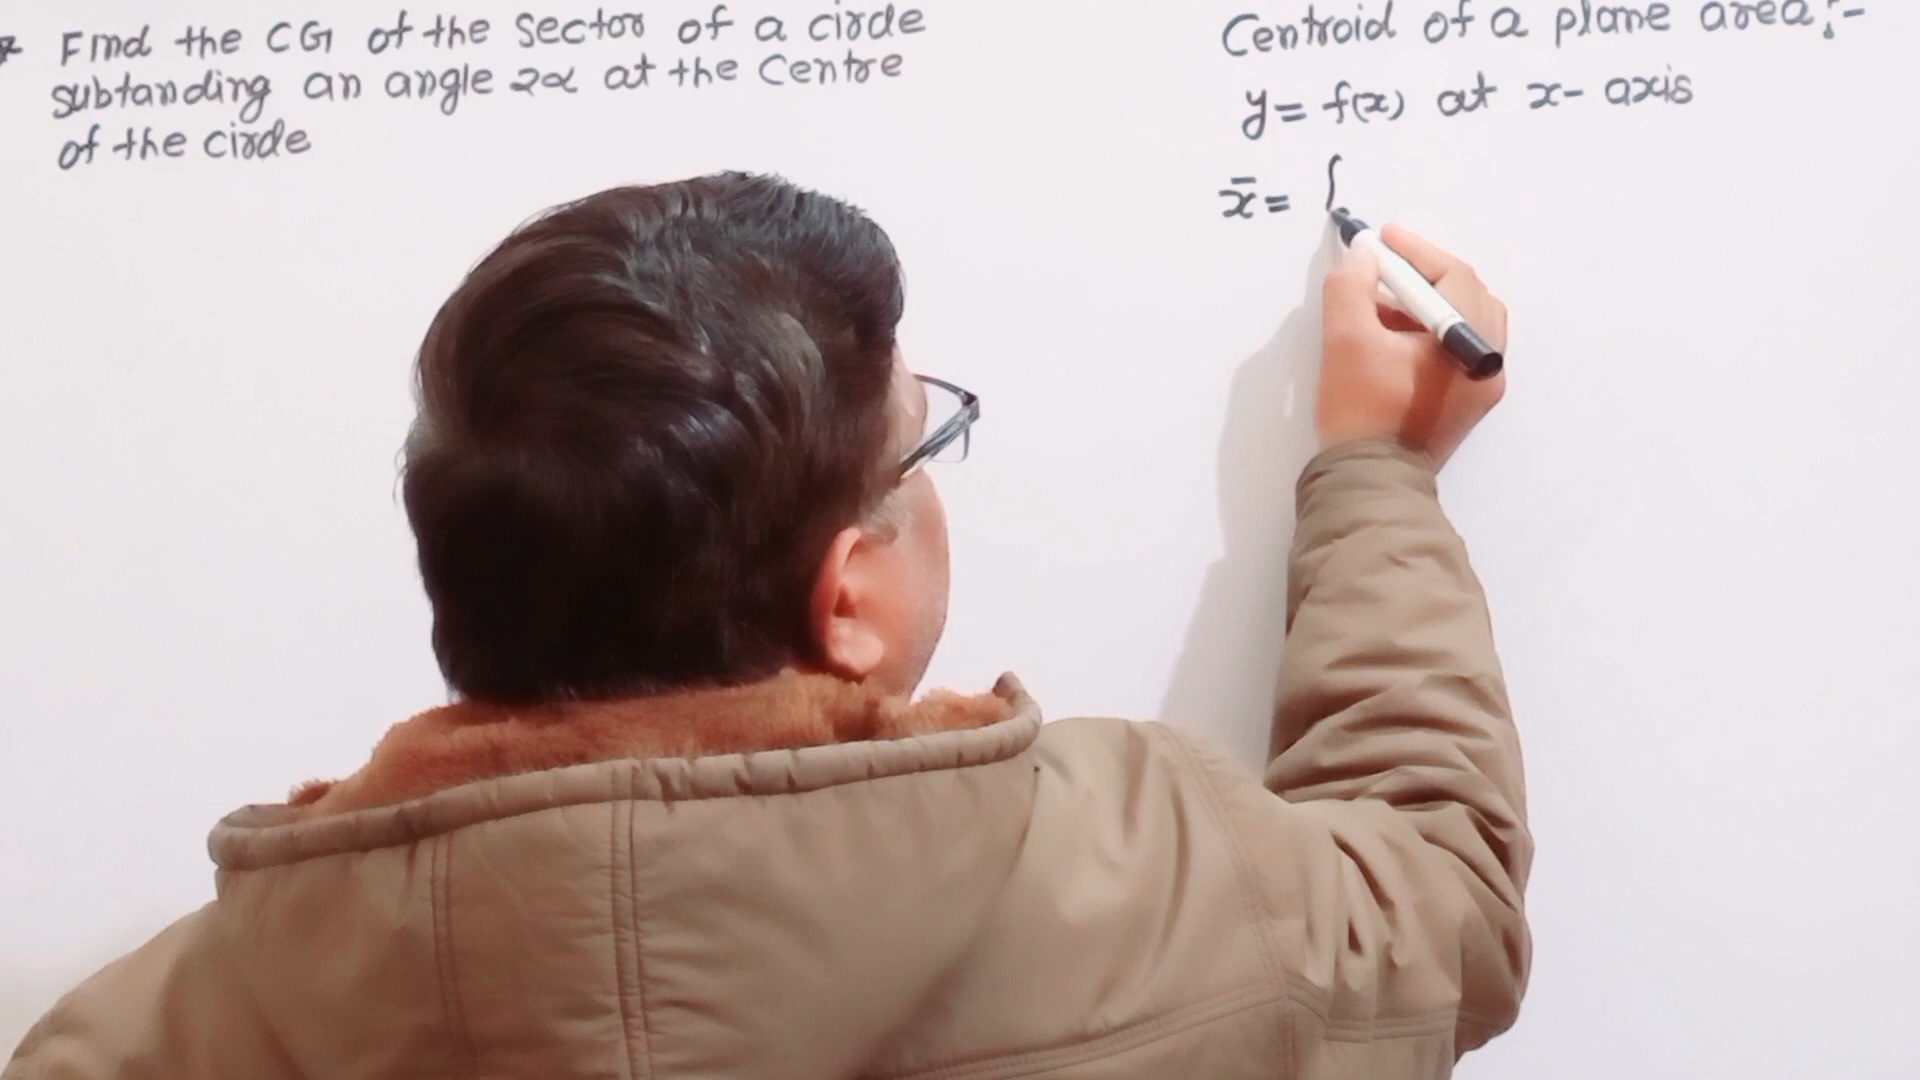 Find the CG of the sector of a circle
subtanding an angle 2α at the Centre
of the circle
Centroid of a plane area:-
y = f(x) at x-axis
x̄ = ∫